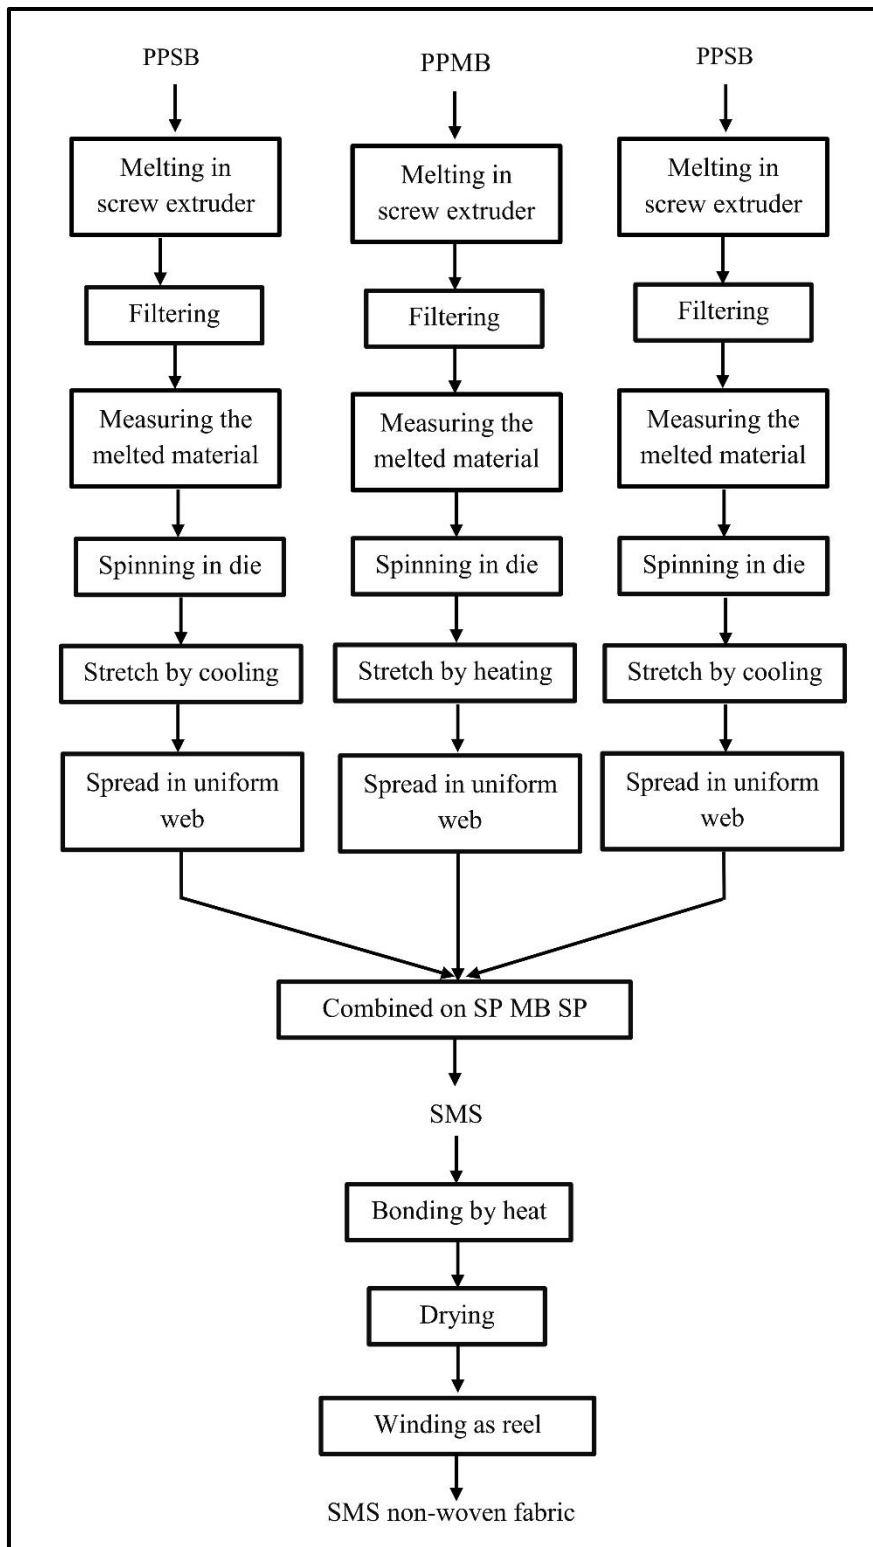 PPSB
PPMB
PPSB
Melting in
screw extruder
Melting in
screw extruder
Melting in
screw extruder
Filtering
Filtering
Filtering
Measuring the
melted material
Measuring the
melted material
Measuring the
melted material
Spinning in die
Spinning in die
Spinning in die
Stretch by cooling
Stretch by heating
Stretch by cooling
Spread in uniform
web
Spread in uniform
web
Spread in uniform
web
Combined on SP MB SP
SMS
Bonding by heat
Drying
Winding as reel
SMS non-woven fabric